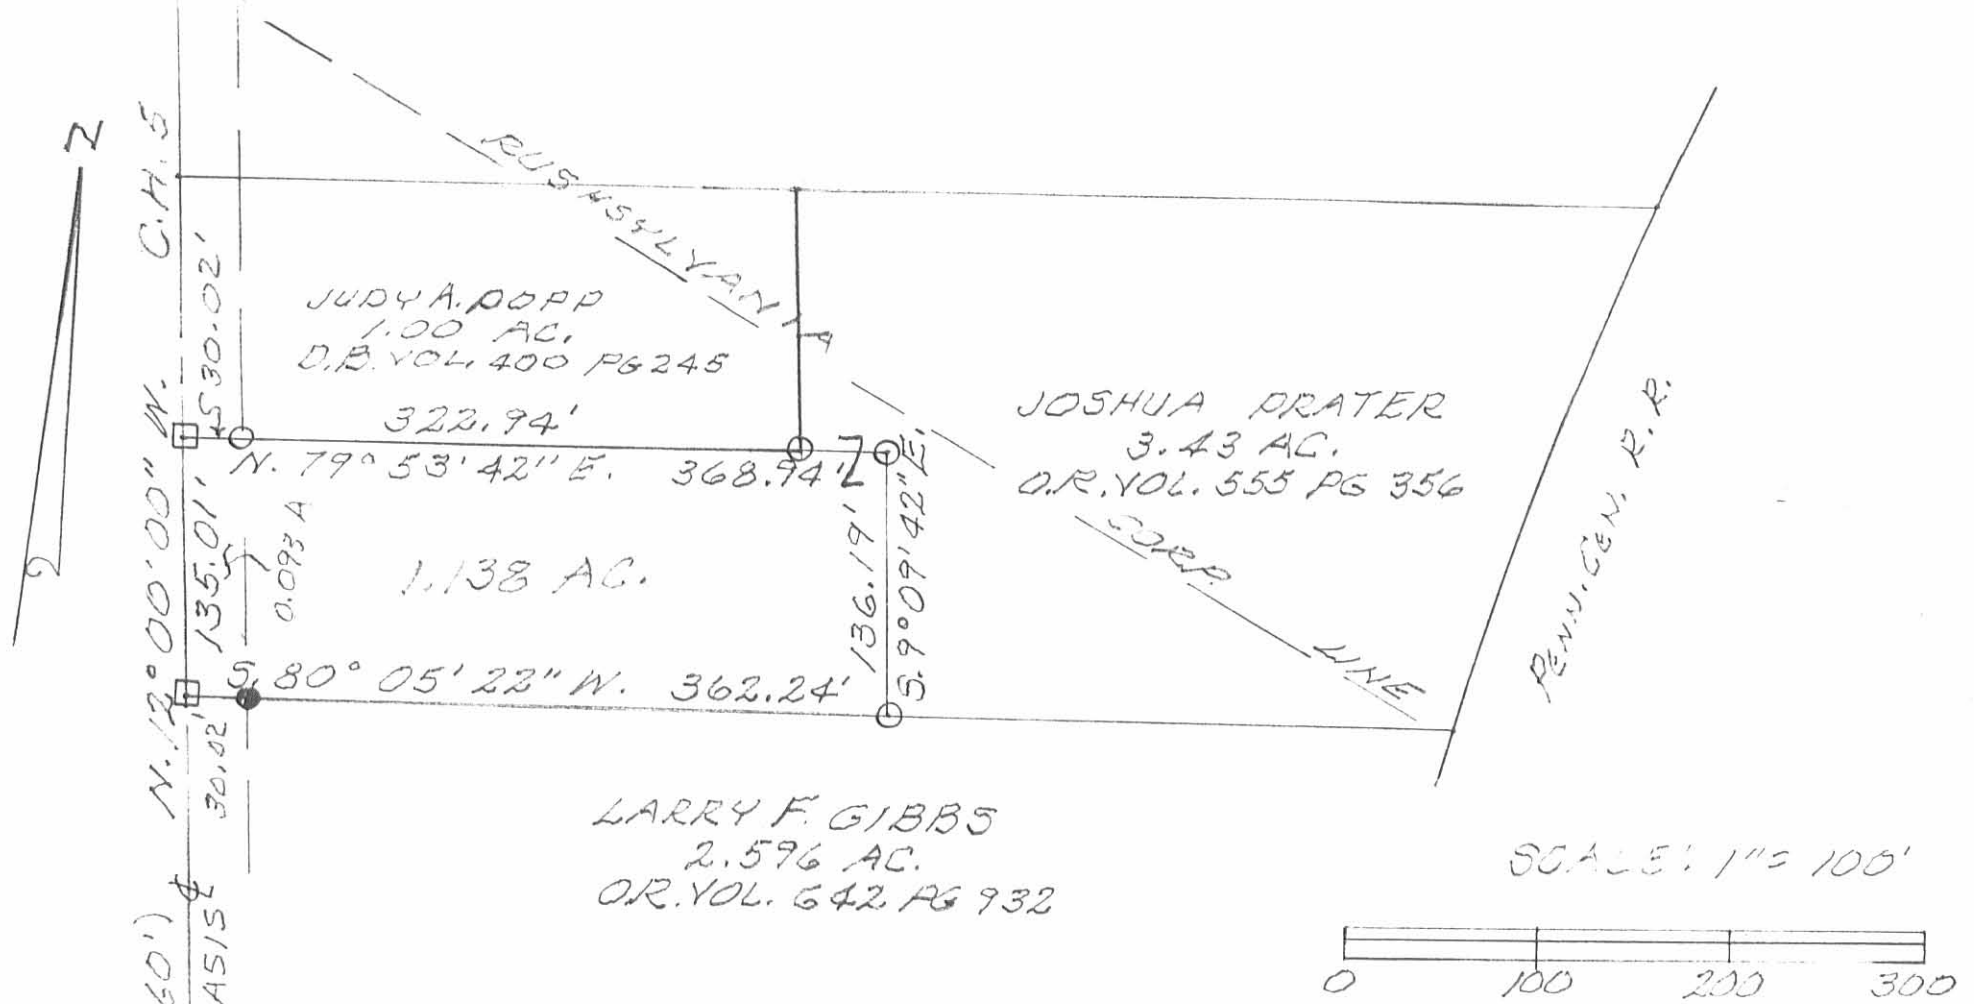 N
C.H. 5
RUSHSYLVANIA
CORP.
LINE
JUDY A. POPP
1.00 AC.
D.B. VOL. 400 PG 245
30.02'
322.94'
N. 79° 53' 42" E. 368.94'
JOSHUA PRATER
3.43 AC.
O.R. VOL. 555 PG 356
PENN. CEN. R. R.
N. 12° 00' 00" W.
135.01'
0.093 A
1.138 AC.
136.19'
S. 9° 09' 42" E.
S. 80° 05' 22" W. 362.24'
30.02'
LARRY F. GIBBS
2.596 AC.
O.R. VOL. 642 PG 932
60')
BASIS
SCALE: 1" = 100'
0 100 200 300